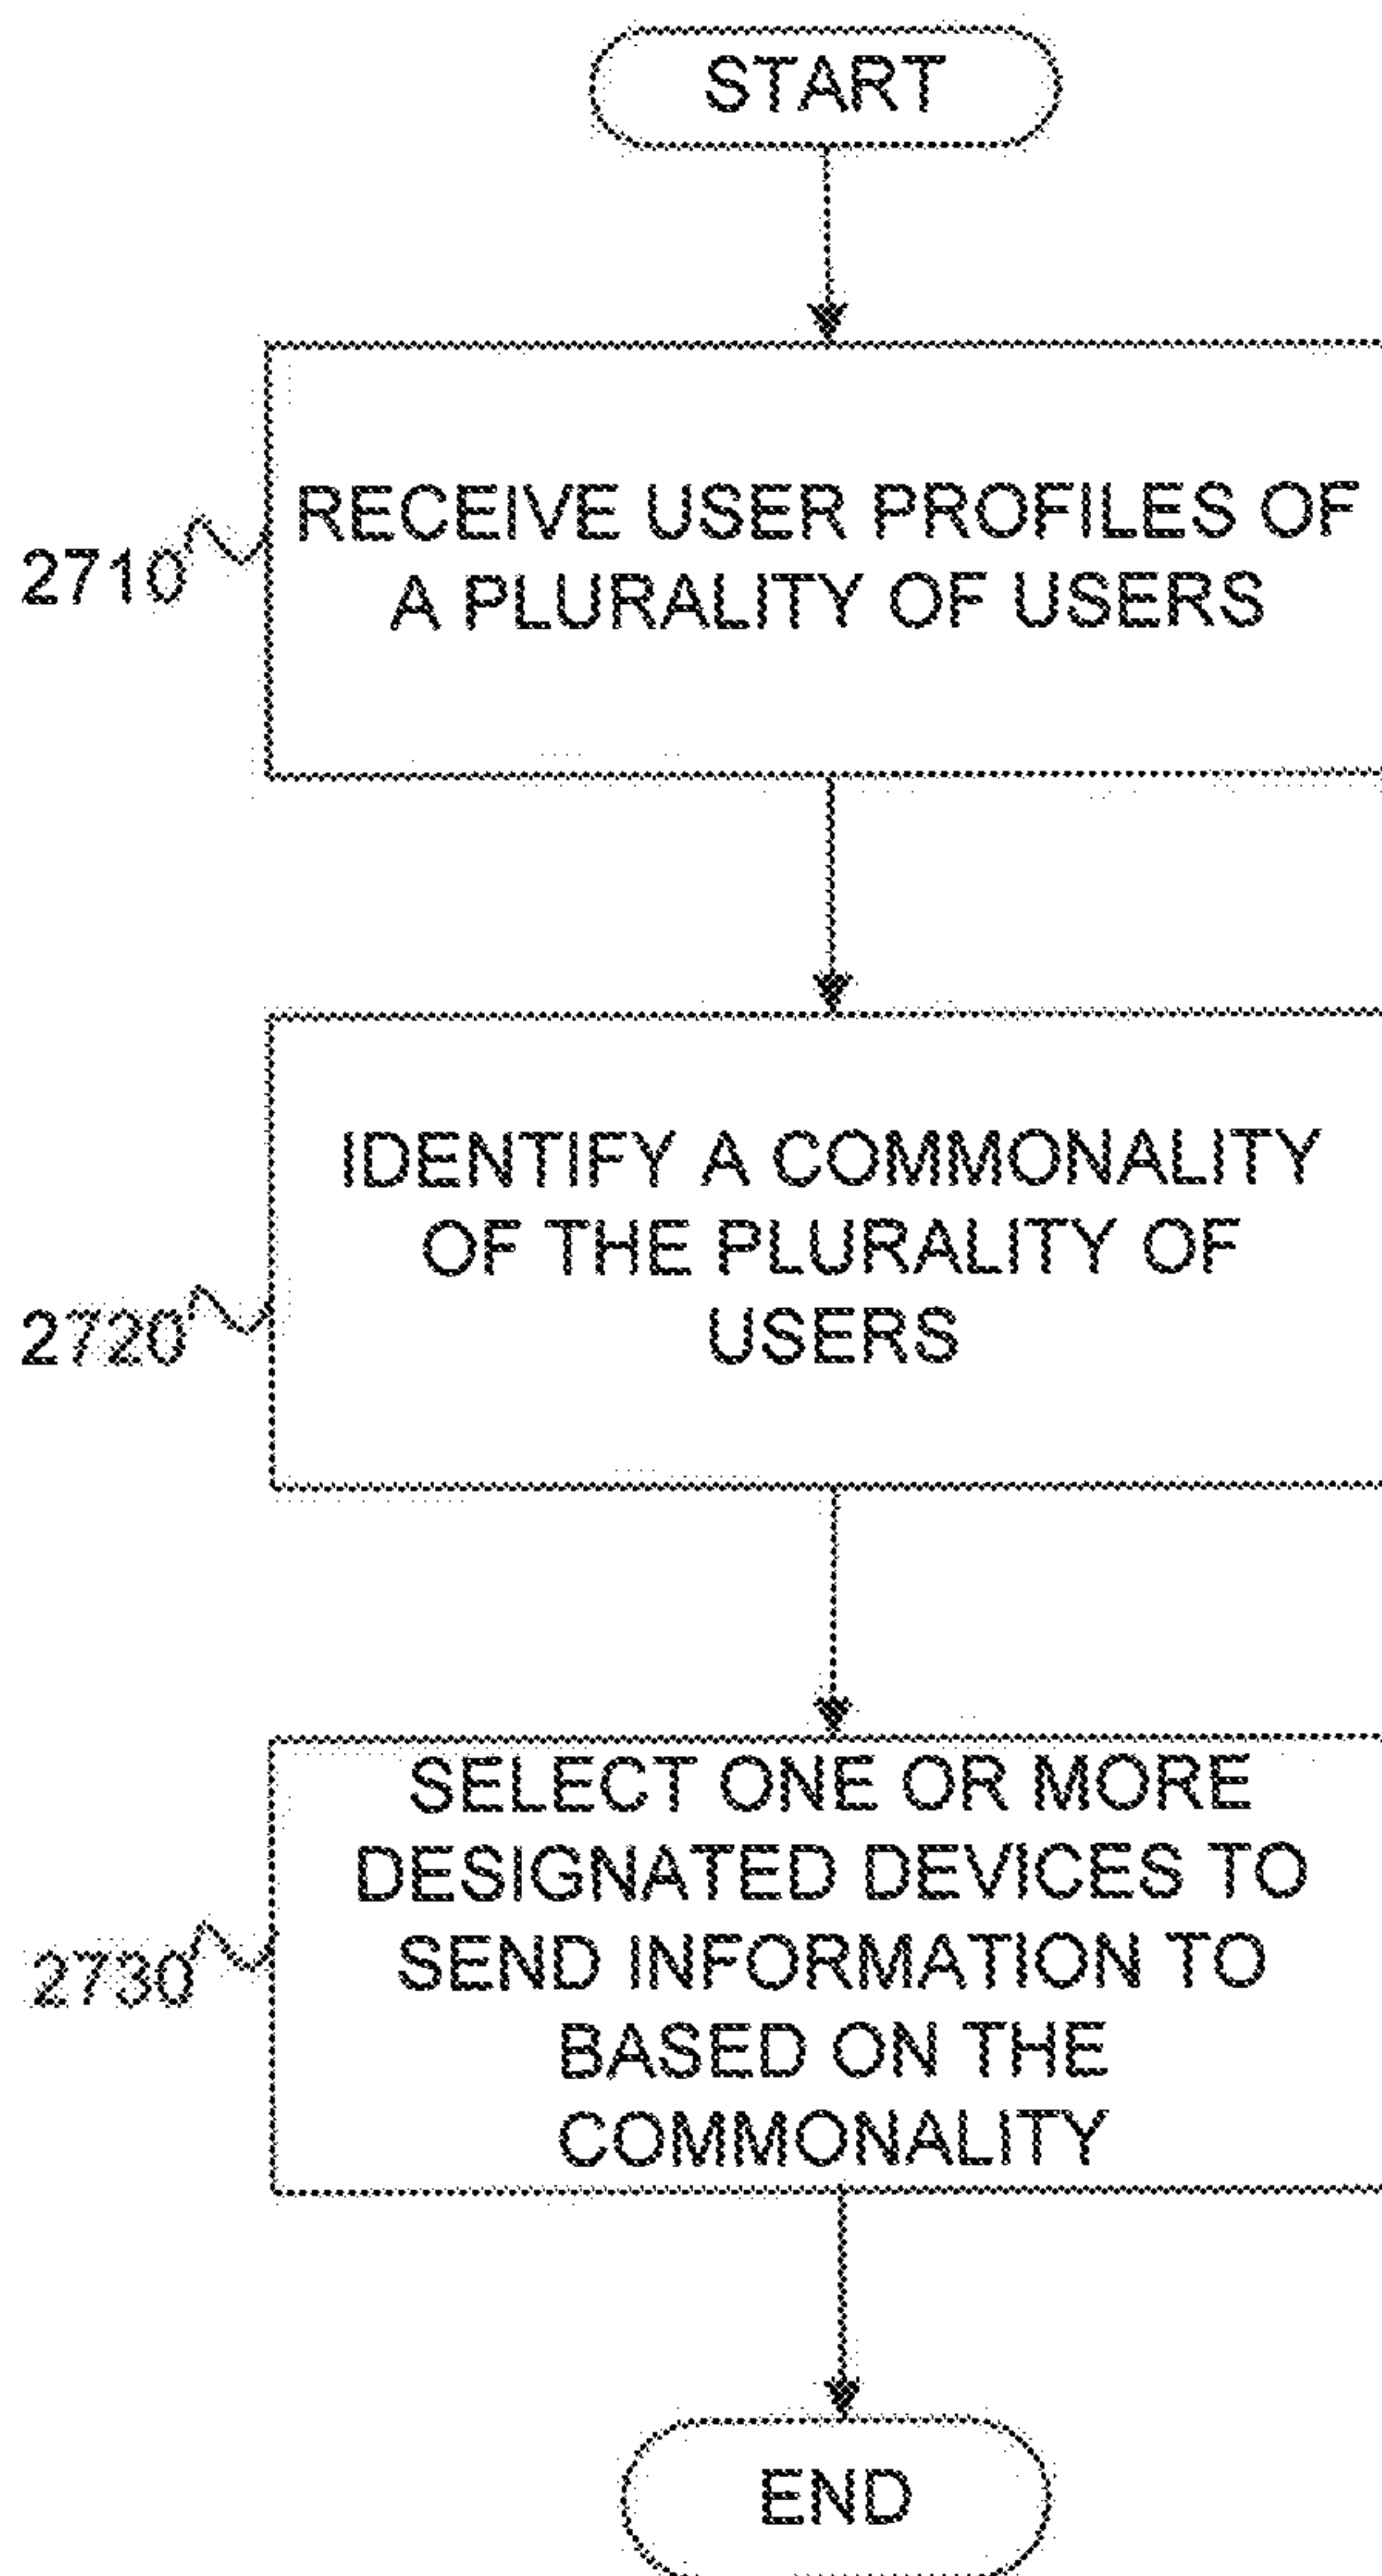 START
RECEIVE USER PROFILES OF
A PLURALITY OF USERS
2710
IDENTIFY A COMMONALITY
OF THE PLURALITY OF
USERS
2720
SELECT ONE OR MORE
DESIGNATED DEVICES TO
SEND INFORMATION TO
BASED ON THE
COMMONALITY
2730
END